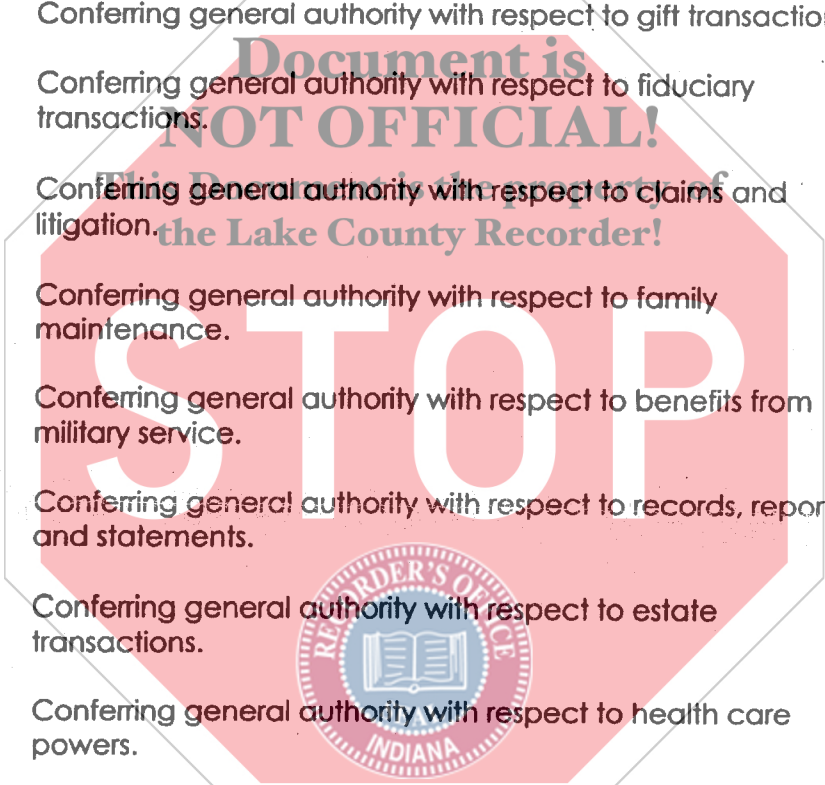 Conferring general authority with respect to gift
Document is
Conferring general authority with respect to fiduciary
transactions.
NOT OFFICIAL!
This Document is the property of
Conferring general authority with respect to claims and
litigation.
the Lake County Recorder!
Conferring general authority with respect to family
maintenance.
STOP
Conferring general authority with respect to benefits from
military service.
Conferring general authority with respect to records,
and statements.
RECORDER'S OFFICE
Conferring general authority with respect to estate
transactions.
Conferring general authority with respect to health care
powers.
INDIANA